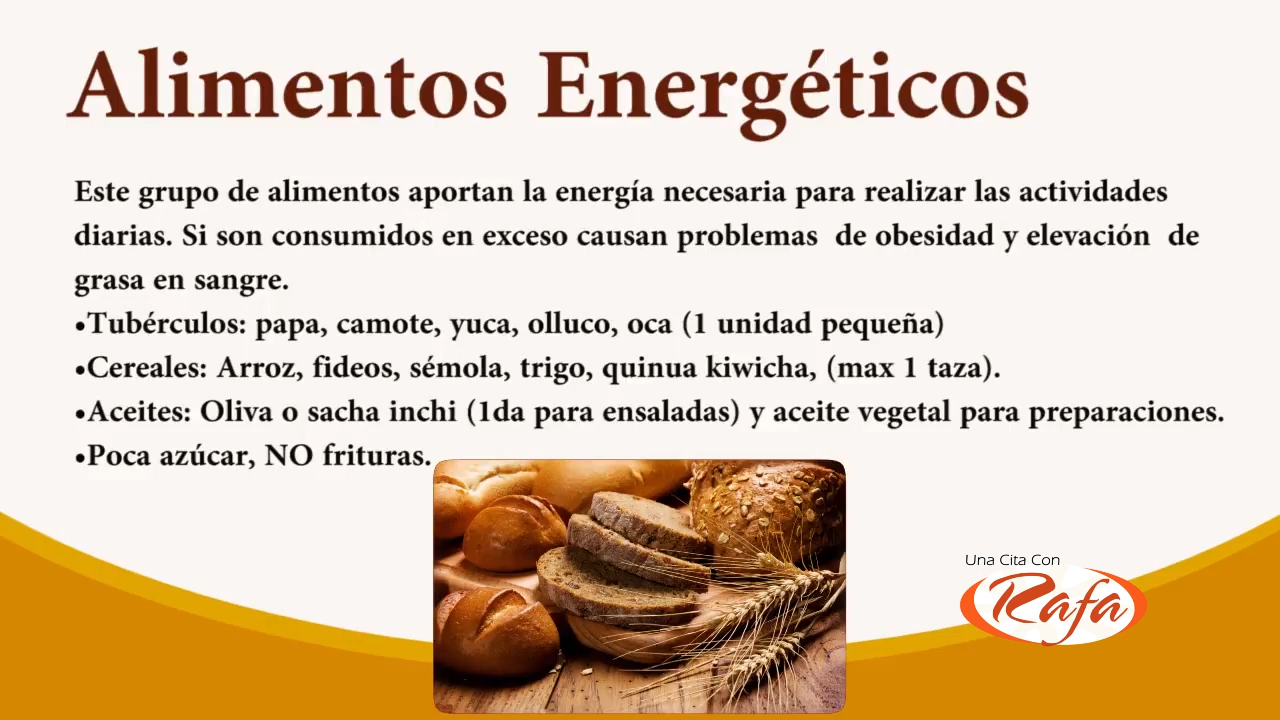 Alimentos Energéticos
Este grupo de alimentos aportan la energía necesaria para realizar las actividades
diarias. Si son consumidos en exceso causan problemas  de obesidad y elevación  de
grasa en sangre.
•Tubérculos: papa, camote, yuca, olluco, oca (1 unidad pequeña)
•Cereales: Arroz, fideos, sémola, trigo, quinua kiwicha, (max 1 taza).
•Aceites: Oliva o sacha inchi (1da para ensaladas) y aceite vegetal para preparaciones.
•Poca azúcar, NO frituras.
Una Cita Con
Rafa